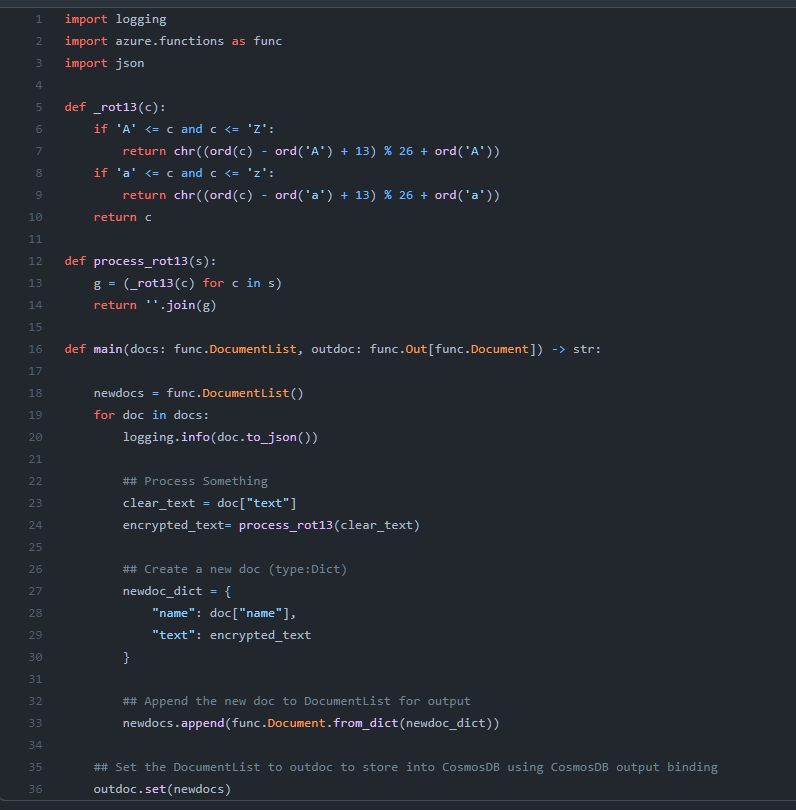 1 import logging
2 import azure.functions as func
3 import json
4
5 def _rot13(c):
6     if 'A' <= c and c <= 'Z':
7         return chr((ord(c) - ord('A') + 13) % 26 + ord('A'))
8     if 'a' <= c and c <= 'z':
9         return chr((ord(c) - ord('a') + 13) % 26 + ord('a'))
10     return c
11
12 def process_rot13(s):
13     g = (_rot13(c) for c in s)
14     return ''.join(g)
15
16 def main(docs: func.DocumentList, outdoc: func.Out[func.Document]) -> str:
17
18     newdocs = func.DocumentList()
19     for doc in docs:
20         logging.info(doc.to_json())
21
22         ## Process Something
23         clear_text = doc["text"]
24         encrypted_text= process_rot13(clear_text)
25
26         ## Create a new doc (type:Dict)
27         newdoc_dict = {
28             "name": doc["name"],
29             "text": encrypted_text
30         }
31
32         ## Append the new doc to DocumentList for output
33         newdocs.append(func.Document.from_dict(newdoc_dict))
34
35     ## Set the DocumentList to outdoc to store into CosmosDB using CosmosDB output binding
36     outdoc.set(newdocs)